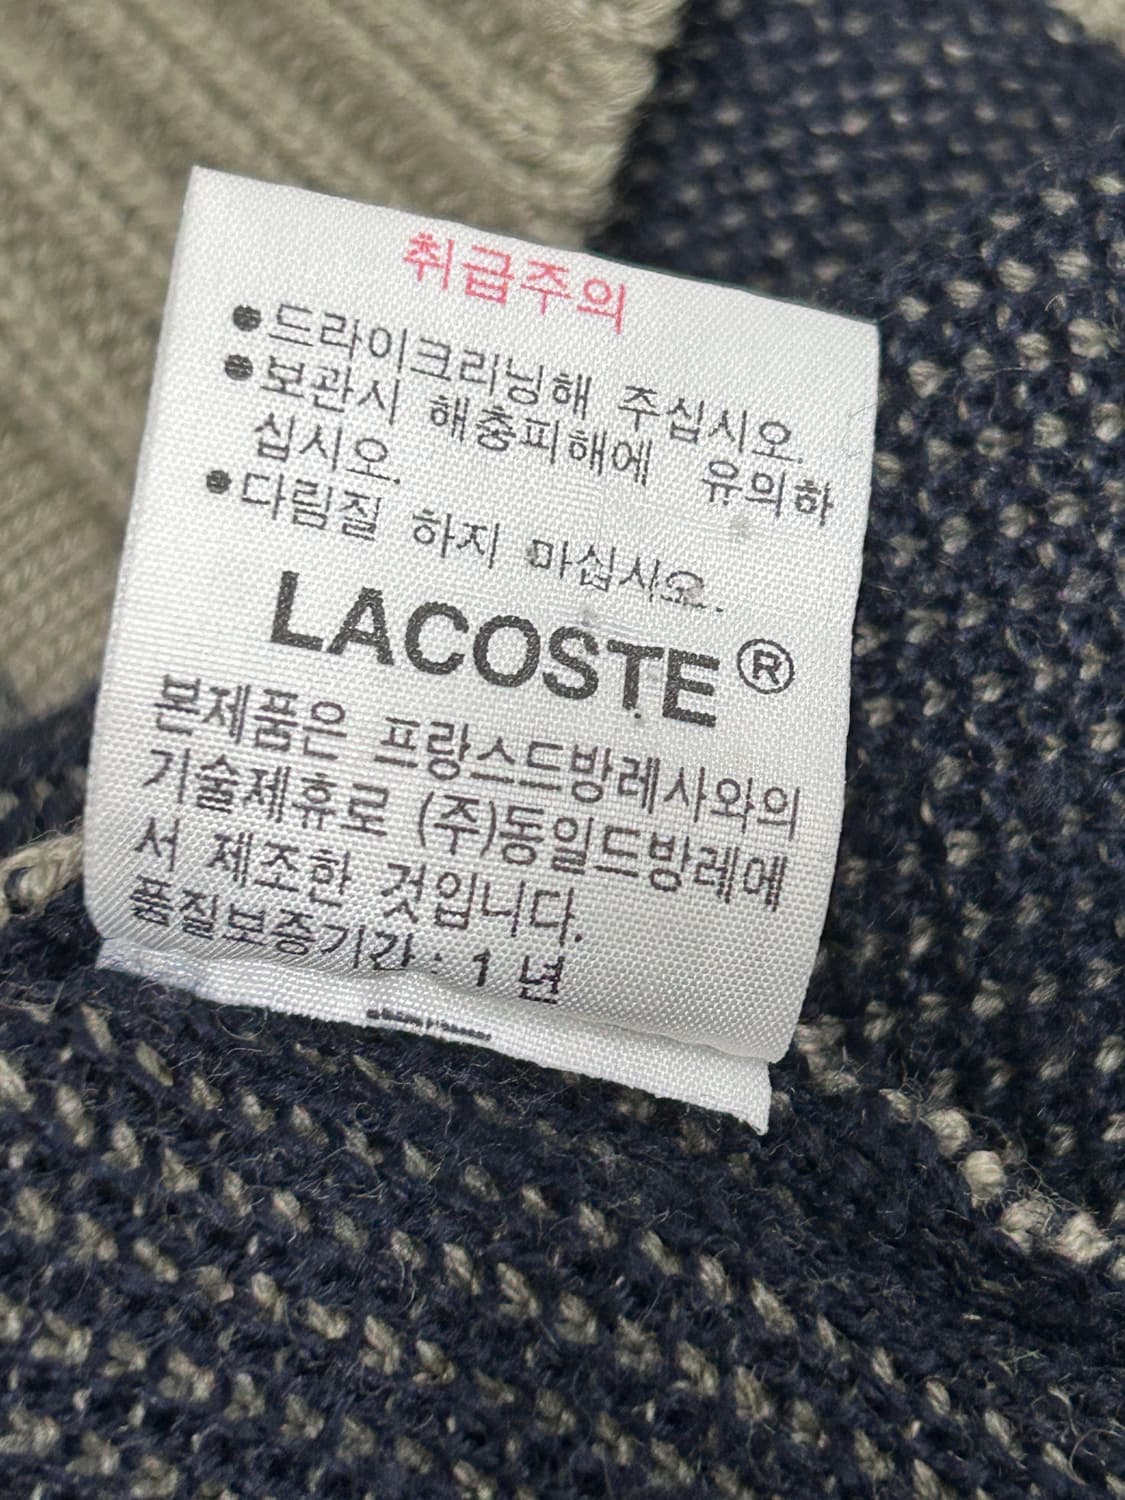 취급주의
●드라이크리닝해 주십시오.
●보관시 해충피해에 유의하
십시오.
●다림질 하지 마십시오.
LACOSTE®
본제품은 프랑스드방레사와의
기술제휴로 (주)동일드방레에
서 제조한 것입니다.
품질보증기간 : 1 년